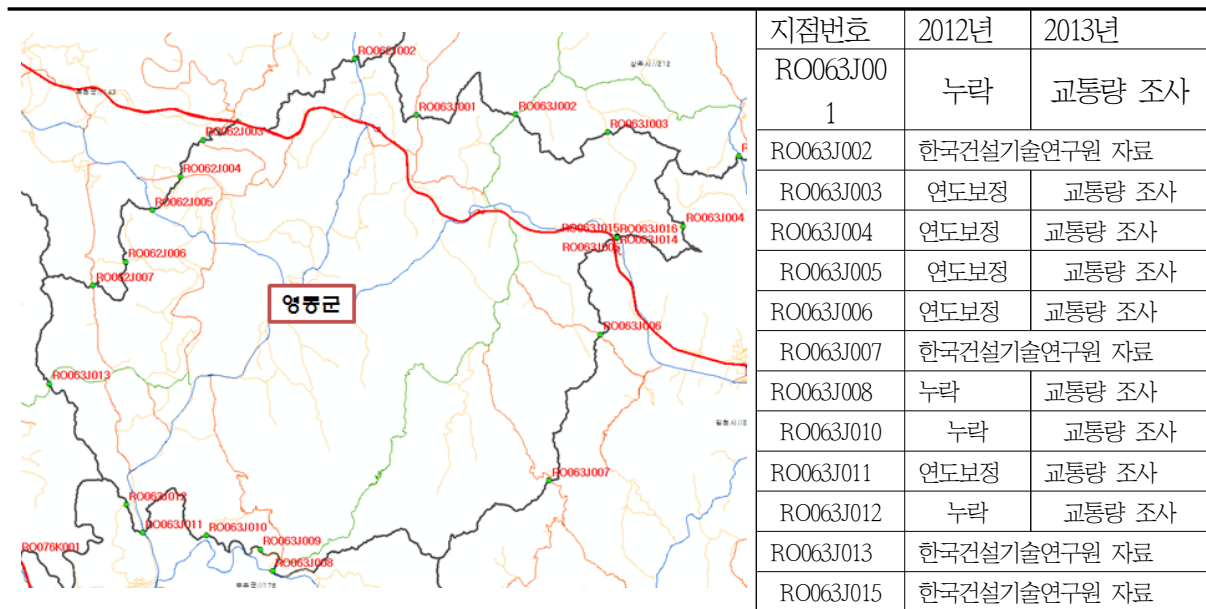 RO062J002
RO063J001
RO063J002
RO063J003
RO062J003
RO062J004
RO062J005
RO063J004
RO063J015
RO063J016
RO063J014
RO062J006
RO062J007
영동군
RO063J006
RO063J013
RO063J007
RO063J012
RO063J011
RO063J010
RO063J009
RO063J008
RO076K001
지점번호 2012년 2013년
RO063J00
1 누락 교통량 조사
RO063J002 한국건설기술연구원 자료
RO063J003 연도보정 교통량 조사
RO063J004 연도보정 교통량 조사
RO063J005 연도보정 교통량 조사
RO063J006 연도보정 교통량 조사
RO063J007 한국건설기술연구원 자료
RO063J008 누락 교통량 조사
RO063J010 누락 교통량 조사
RO063J011 연도보정 교통량 조사
RO063J012 누락 교통량 조사
RO063J013 한국건설기술연구원 자료
RO063J015 한국건설기술연구원 자료